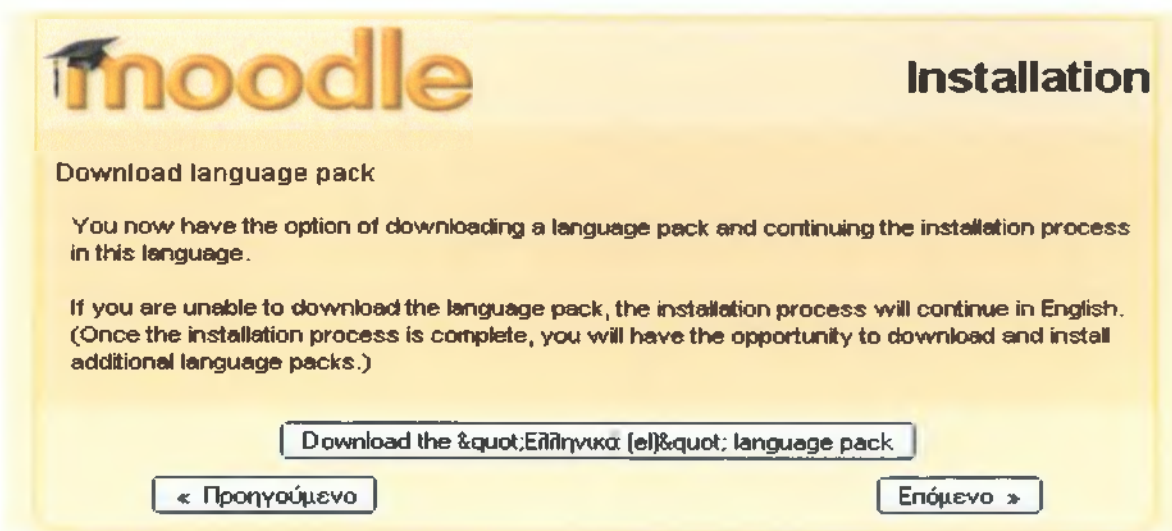 moodle
Installation
Download language pack
You now have the option of downloading a language pack and continuing the installation process
in this language.
If you are unable to download the language pack, the installation process will continue in English.
(Once the installation process is complete, you will have the opportunity to download and install
additional language packs.)
Download the &quot;Ελληνικα (el)&quot; language pack
« Προηγούμενο
Επόμενο »